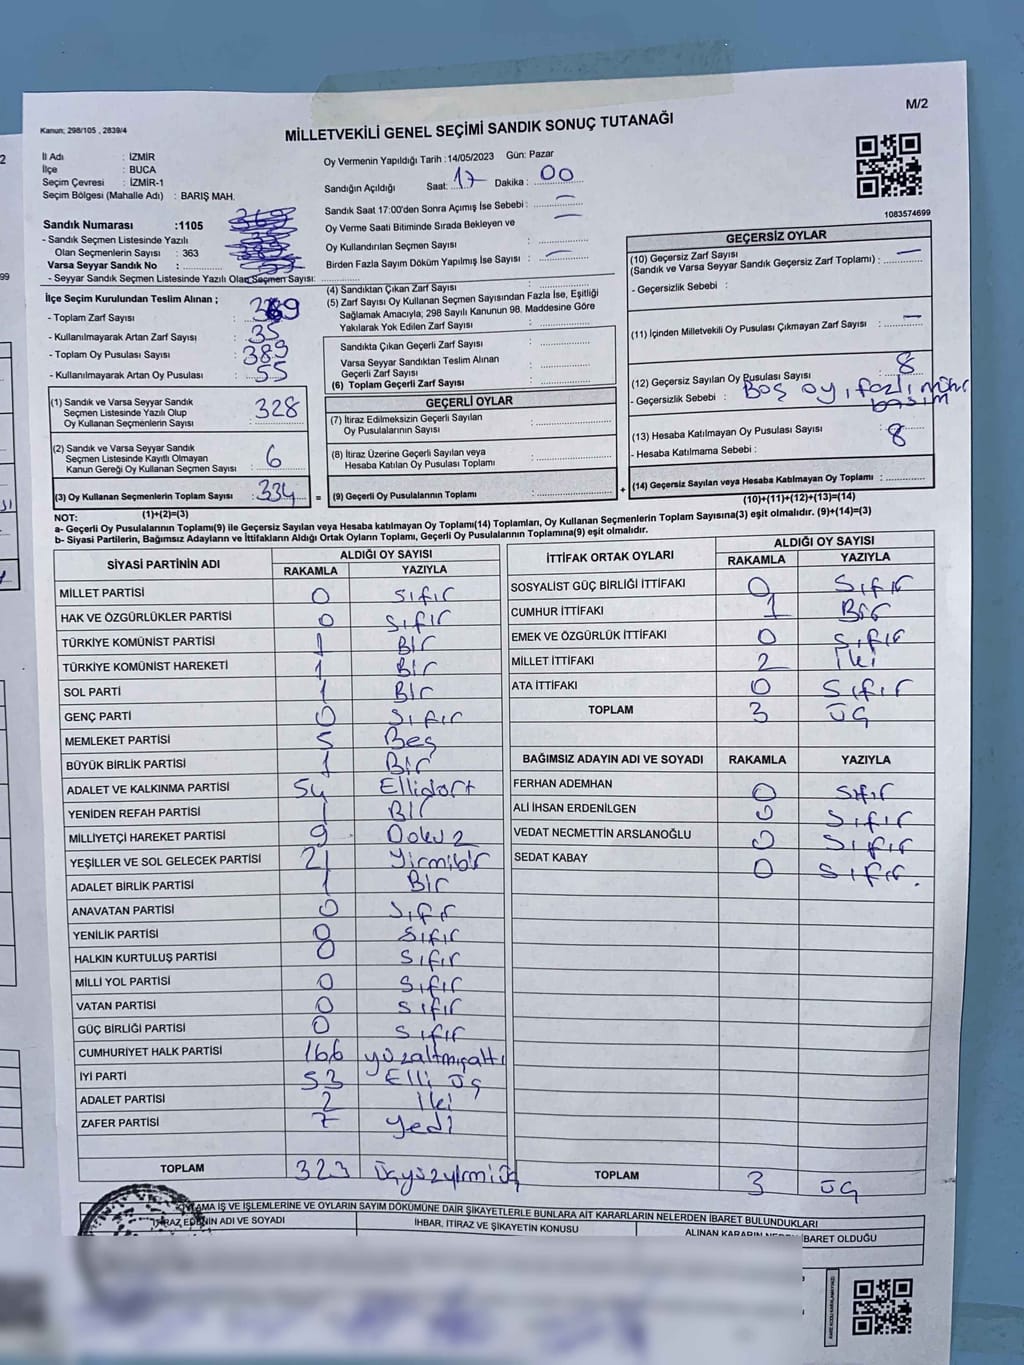 M/2
Kanun; 298/105 , 2839/4
MİLLETVEKİLİ GENEL SEÇİMİ SANDIK SONUÇ TUTANAĞI
İl Adı : İZMİR
İlçe : BUCA
Seçim Çevresi : İZMİR-1
Seçim Bölgesi (Mahalle Adı) : BARIŞ MAH.
Oy Vermenin Yapıldığı Tarih :14/05/2023 Gün: Pazar
Sandığın Açıldığı Saat: 17 Dakika : 00
Sandık Saat 17:00'den Sonra Açımış İse Sebebi : —
Oy Verme Saati Bitiminde Sırada Bekleyen ve
Oy Kullandırılan Seçmen Sayısı : —
Birden Fazla Sayım Döküm Yapılmış İse Sayısı : —
1083574699
Sandık Numarası :1105
- Sandık Seçmen Listesinde Yazılı
Olan Seçmenlerin Sayısı : 363
Varsa Seyyar Sandık No :
- Seyyar Sandık Seçmen Listesinde Yazılı Olan Seçmen Sayısı:
İlçe Seçim Kurulundan Teslim Alınan ;
- Toplam Zarf Sayısı : 369
- Kullanılmayarak Artan Zarf Sayısı : 35
- Toplam Oy Pusulası Sayısı : 389
- Kullanılmayarak Artan Oy Pusulası : 55
(1) Sandık ve Varsa Seyyar Sandık
Seçmen Listesinde Yazılı Olup
Oy Kullanan Seçmenlerin Sayısı : 328
(2) Sandık ve Varsa Seyyar Sandık
Seçmen Listesinde Kayıtlı Olmayan
Kanun Gereği Oy Kullanan Seçmen Sayısı : 6
(3) Oy Kullanan Seçmenlerin Toplam Sayısı : 334
(1)+(2)=(3)
(4) Sandıktan Çıkan Zarf Sayısı :
(5) Zarf Sayısı Oy Kullanan Seçmen Sayısından Fazla İse, Eşitliği
Sağlamak Amacıyla; 298 Sayılı Kanunun 98. Maddesine Göre
Yakılarak Yok Edilen Zarf Sayısı :
Sandıkta Çıkan Geçerli Zarf Sayısı :
Varsa Seyyar Sandıktan Teslim Alınan
Geçerli Zarf Sayısı :
(6) Toplam Geçerli Zarf Sayısı :
GEÇERLİ OYLAR
(7) İtiraz Edilmeksizin Geçerli Sayılan
Oy Pusulalarının Sayısı :
(8) İtiraz Üzerine Geçerli Sayılan veya
Hesaba Katılan Oy Pusulası Toplamı :
= (9) Geçerli Oy Pusulalarının Toplamı : +
GEÇERSİZ OYLAR
(10) Geçersiz Zarf Sayısı
(Sandık ve Varsa Seyyar Sandık Geçersiz Zarf Toplamı) : —
- Geçersizlik Sebebi :
(11) İçinden Milletvekili Oy Pusulası Çıkmayan Zarf Sayısı : —
(12) Geçersiz Sayılan Oy Pusulası Sayısı : 8
- Geçersizlik Sebebi : Boş oy, fazla mühür
basım
(13) Hesaba Katılmayan Oy Pusulası Sayısı : 8
- Hesaba Katılmama Sebebi :
(14) Geçersiz Sayılan veya Hesaba Katılmayan Oy Toplamı :
(10)+(11)+(12)+(13)=(14)
NOT:
a- Geçerli Oy Pusulalarının Toplamı(9) ile Geçersiz Sayılan veya Hesaba katılmayan Oy Toplamı(14) Toplamları, Oy Kullanan Seçmenlerin Toplam Sayısına(3) eşit olmalıdır. (9)+(14)=(3)
b- Siyasi Partilerin, Bağımsız Adayların ve İttifakların Aldığı Ortak Oyların Toplamı, Geçerli Oy Pusulalarının Toplamına(9) eşit olmalıdır.
SİYASİ PARTİNİN ADI ALDIĞI OY SAYISI
RAKAMLA YAZIYLA
MİLLET PARTİSİ 0 Sıfır
HAK VE ÖZGÜRLÜKLER PARTİSİ 0 Sıfır
TÜRKİYE KOMÜNİST PARTİSİ 1 Bir
TÜRKİYE KOMÜNİST HAREKETİ 1 Bir
SOL PARTİ 1 Bir
GENÇ PARTİ 0 Sıfır
MEMLEKET PARTİSİ 5 Beş
BÜYÜK BİRLİK PARTİSİ 1 Bir
ADALET VE KALKINMA PARTİSİ 54 Ellidört
YENİDEN REFAH PARTİSİ 1 Bir
MİLLİYETÇİ HAREKET PARTİSİ 9 Doku2
YEŞİLLER VE SOL GELECEK PARTİSİ 21 Yirmibir
ADALET BİRLİK PARTİSİ 1 Bir
ANAVATAN PARTİSİ 0 Sıfır
YENİLİK PARTİSİ 0 Sıfır
HALKIN KURTULUŞ PARTİSİ 0 Sıfır
MİLLİ YOL PARTİSİ 0 Sıfır
VATAN PARTİSİ 0 Sıfır
GÜÇ BİRLİĞİ PARTİSİ 0 Sıfır
CUMHURİYET HALK PARTİSİ 166 yüzaltmışaltı
İYİ PARTİ 53 Elli üç
ADALET PARTİSİ 2 İki
ZAFER PARTİSİ 7 Yedi
TOPLAM 323 Üçyüzyirmi üç
İTTİFAK ORTAK OYLARI ALDIĞI OY SAYISI
RAKAMLA YAZIYLA
SOSYALİST GÜÇ BİRLİĞİ İTTİFAKI 0 Sıfır
CUMHUR İTTİFAKI 1 Bir
EMEK VE ÖZGÜRLÜK İTTİFAKI 0 Sıfır
MİLLET İTTİFAKI 2 İki
ATA İTTİFAKI 0 Sıfır
TOPLAM 3 ÜÇ
BAĞIMSIZ ADAYIN ADI VE SOYADI RAKAMLA YAZIYLA
FERHAN ADEMHAN 0 Sıfır
ALİ İHSAN ERDENİLGEN 0 Sıfır
VEDAT NECMETTİN ARSLANOĞLU 0 Sıfır
SEDAT KABAY 0 Sıfır.
TOPLAM 3 ÜÇ
İŞ VE İŞLEMLERİNE VE OYLARIN SAYIM DÖKÜMÜNE DAİR ŞİKAYETLERLE BUNLARA AİT KARARLARIN NELERDEN İBARET BULUNDUKLARI
İTİRAZ EDENİN ADI VE SOYADI İHBAR, İTİRAZ VE ŞİKAYETİN KONUSU ALINAN KARARIN İBARET OLDUĞU